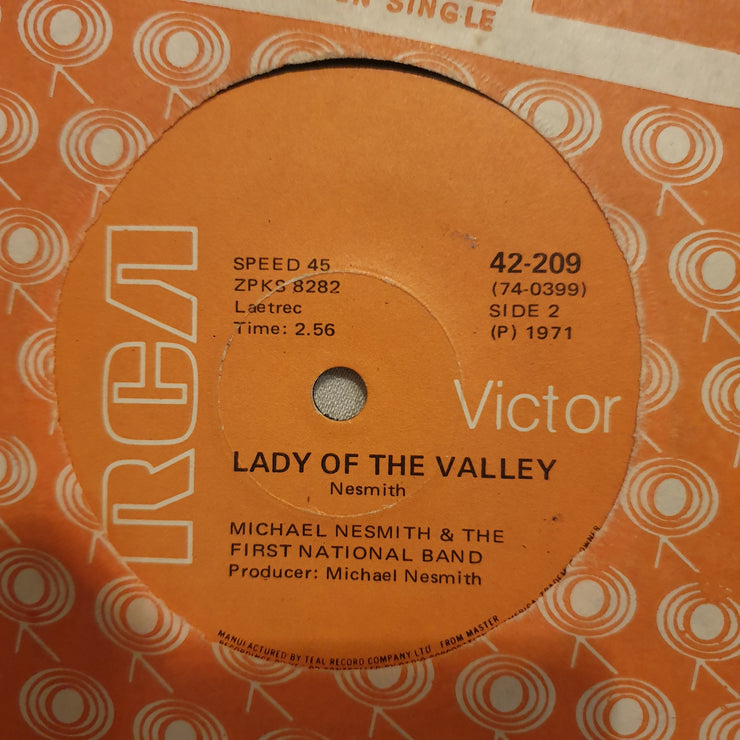 SINGLE
RCA
SPEED 45
ZPKS 8282
Laetrec
Time: 2.56
42-209
(74-0399)
SIDE 2
(P) 1971
Victor
LADY OF THE VALLEY
Nesmith
MICHAEL NESMITH & THE
FIRST NATIONAL BAND
Producer: Michael Nesmith
MANUFACTURED BY TEAL RECORD COMPANY LTD FROM MASTER
OWNER